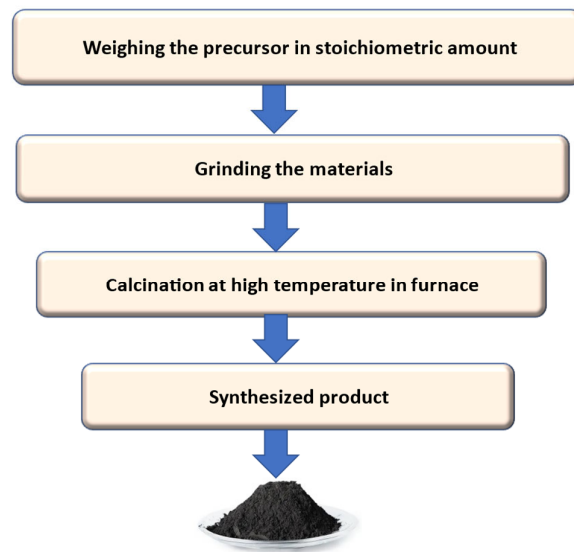 Weighing the precursor in stoichiometric amount
Grinding the materials
Calcination at high temperature in furnace
Synthesized product